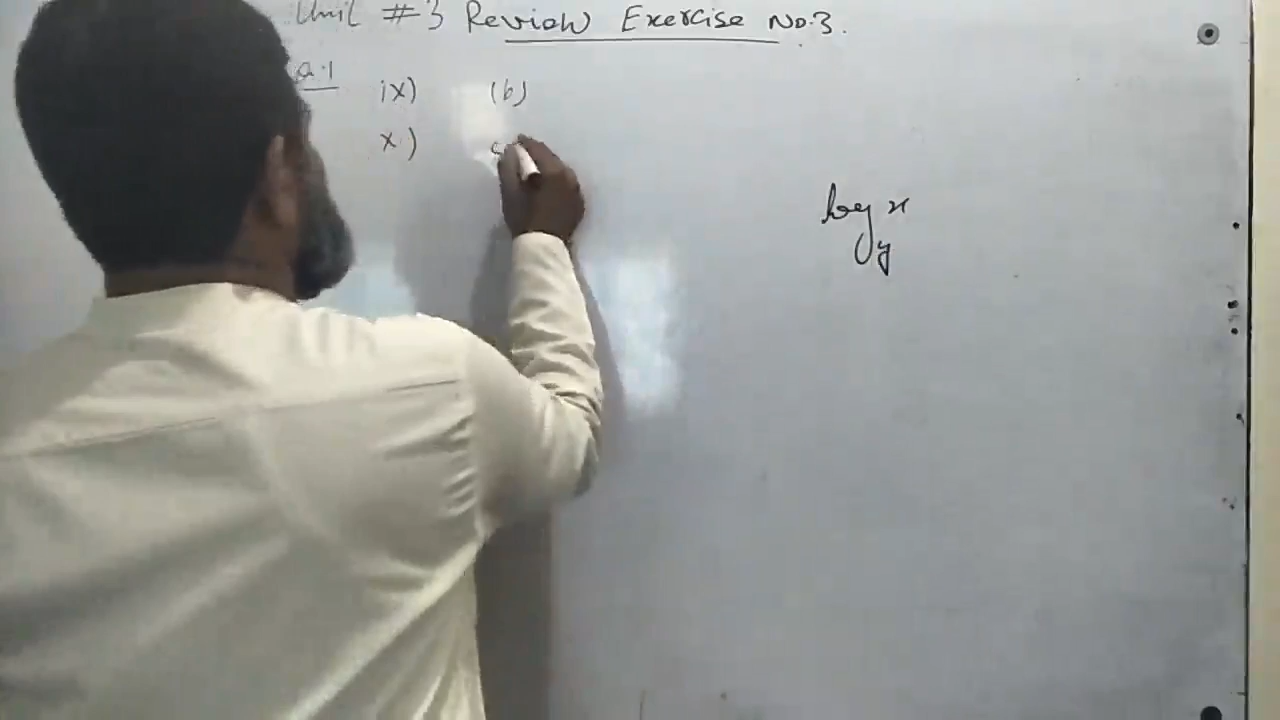 Unit #3 Review Exercise No.3.
Q.1 ix) (b)
x)
log x
y